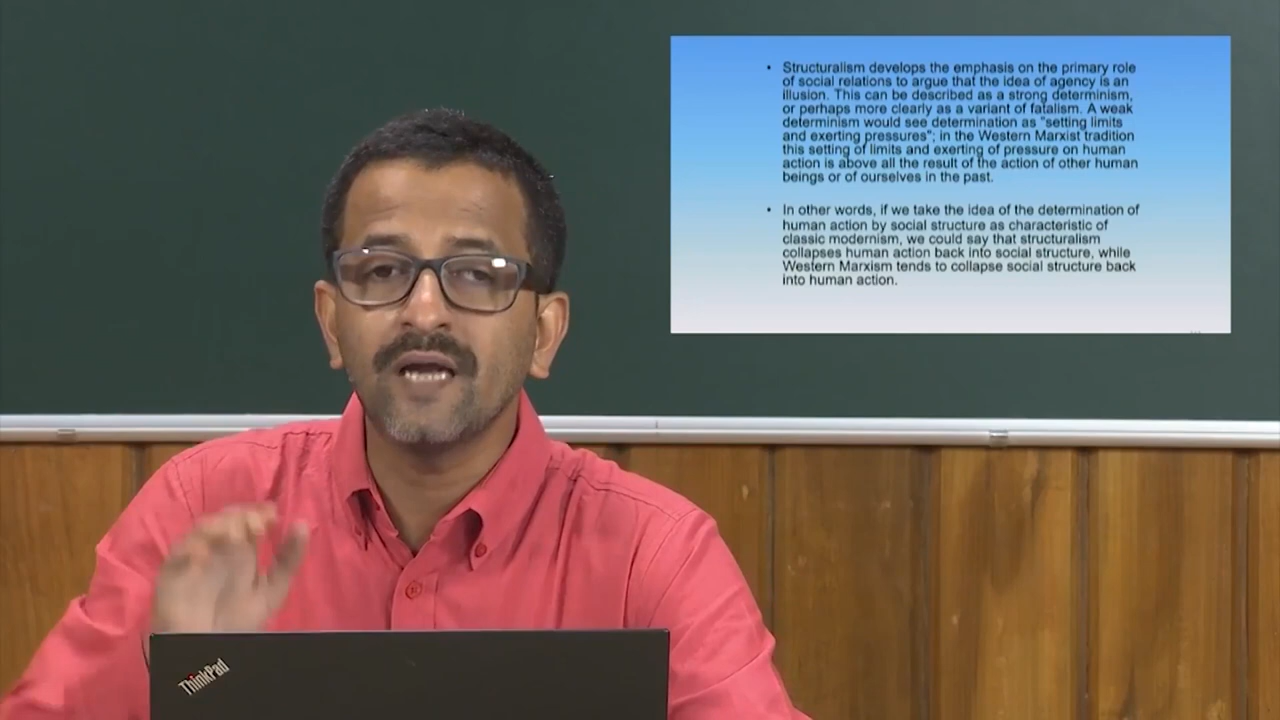 • Structuralism develops the emphasis on the primary role
of social relations to argue that the idea of agency is an
illusion. This can be described as a strong determinism,
or perhaps more clearly as a variant of fatalism. A weak
determinism would see determination as "setting limits
and exerting pressures"; in the Western Marxist tradition
this setting of limits and exerting of pressure on human
action is above all the result of the action of other human
beings or of ourselves in the past.
• In other words, if we take the idea of the determination of
human action by social structure as characteristic of
classic modernism, we could say that structuralism
collapses human action back into social structure, while
Western Marxism tends to collapse social structure back
into human action.
ThinkPad